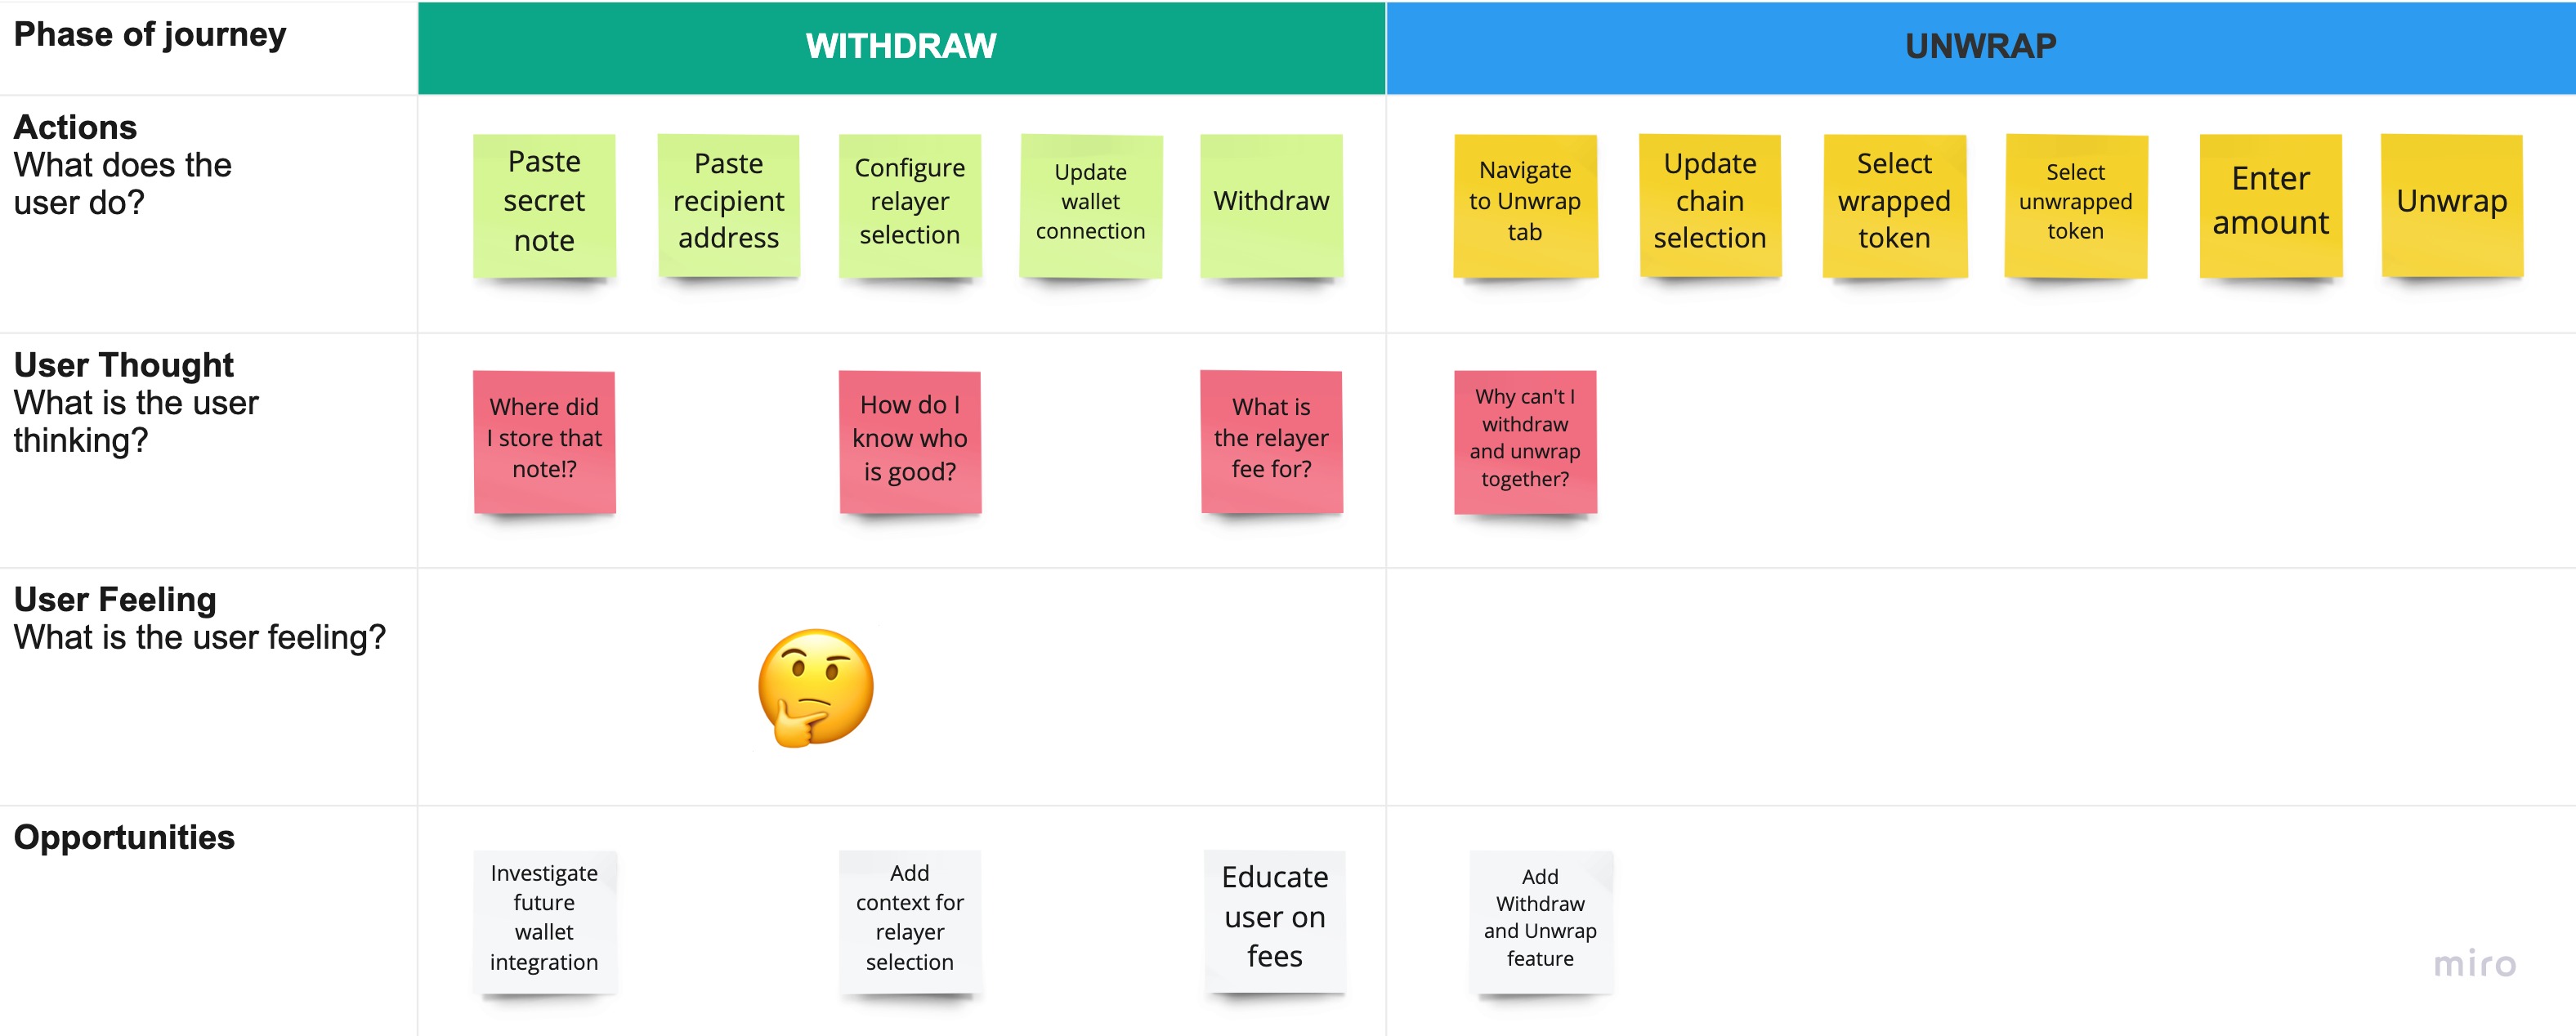 Phase of journey
WITHDRAW
UNWRAP
Actions
What does the
user do?
Paste
secret
note
Paste
recipient
address
Configure
relayer
selection
Update
wallet
connection
Withdraw
Navigate
to Unwrap
tab
Update
chain
selection
Select
wrapped
token
Select
unwrapped
token
Enter
amount
Unwrap
User Thought
What is the user
thinking?
Where did
I store that
note!?
How do I
know who
is good?
What is
the relayer
fee for?
Why can't I
withdraw
and unwrap
together?
User Feeling
What is the user feeling?
Opportunities
Investigate
future
wallet
integration
Add
context for
relayer
selection
Educate
user on
fees
Add
Withdraw
and Unwrap
feature
miro